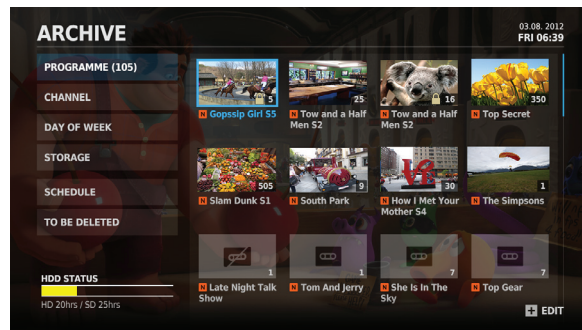 ARCHIVE
03.08. 2012
FRI 06:39
PROGRAMME (105)
CHANNEL
DAY OF WEEK
STORAGE
SCHEDULE
TO BE DELETED
HDD STATUS
HD 20hrs / SD 25hrs
5
25
16
350
N Gopssip Girl S5
N Tow and a Half
Men S2
N Tow and a Half
Men S2
N Top Secret
505
9
30
1
N Slam Dunk S1
N South Park
N How I Met Your
Mother S4
N The Simpsons
1
1
7
7
N Late Night Talk
Show
N Tom And Jerry
N She Is In The
Sky
N Top Gear
+ EDIT